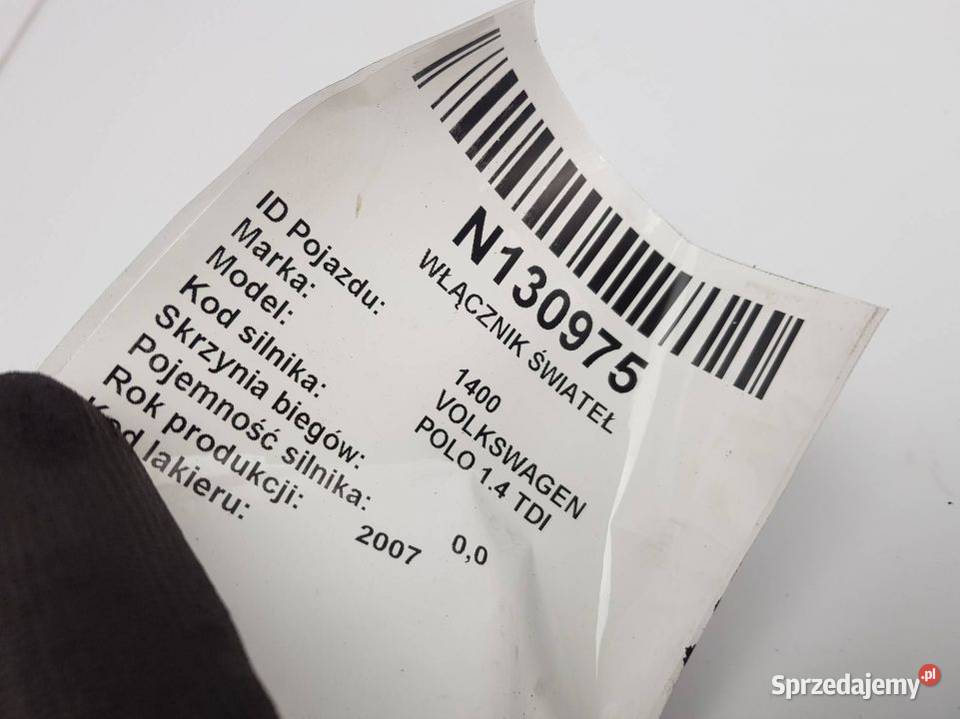 N130975
WŁĄCZNIK ŚWIATEŁ
ID Pojazdu: 1400
Marka: VOLKSWAGEN
Model: POLO 1.4 TDI
Kod silnika:
Skrzynia biegów:
Pojemność silnika: 0,0
Rok produkcji: 2007
Kod lakieru:
Sprzedajemy.pl